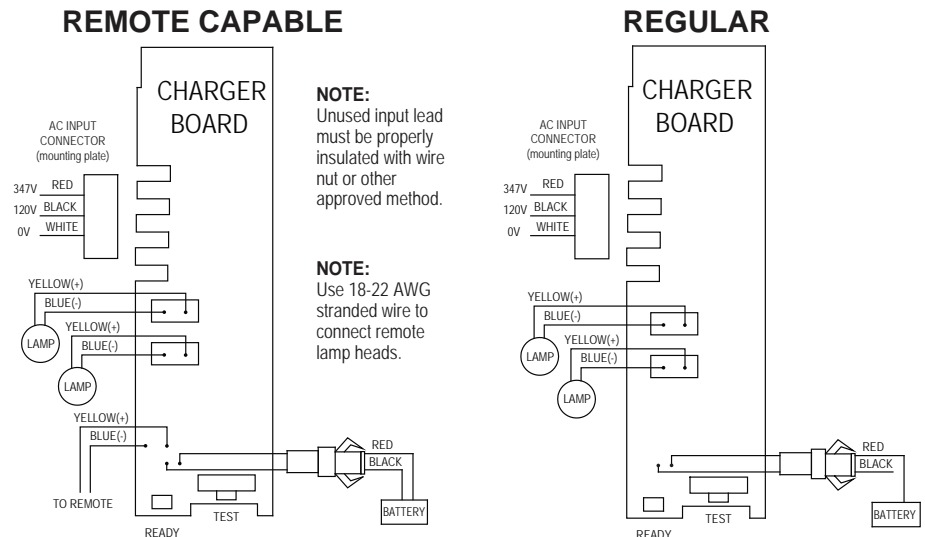 REMOTE CAPABLE
CHARGER
BOARD
AC INPUT
CONNECTOR
(mounting plate)
347V RED
120V BLACK
0V WHITE
YELLOW(+)
BLUE(-)
YELLOW(+)
BLUE(-)
LAMP
LAMP
YELLOW(+)
BLUE(-)
TO REMOTE
READY
TEST
RED
BLACK
BATTERY
NOTE:
Unused input lead
must be properly
insulated with wire
nut or other
approved method.
NOTE:
Use 18-22 AWG
stranded wire to
connect remote
lamp heads.
REGULAR
CHARGER
BOARD
AC INPUT
CONNECTOR
(mounting plate)
347V RED
120V BLACK
0V WHITE
YELLOW(+)
BLUE(-)
YELLOW(+)
BLUE(-)
LAMP
LAMP
RED
BLACK
BATTERY
TEST
READY